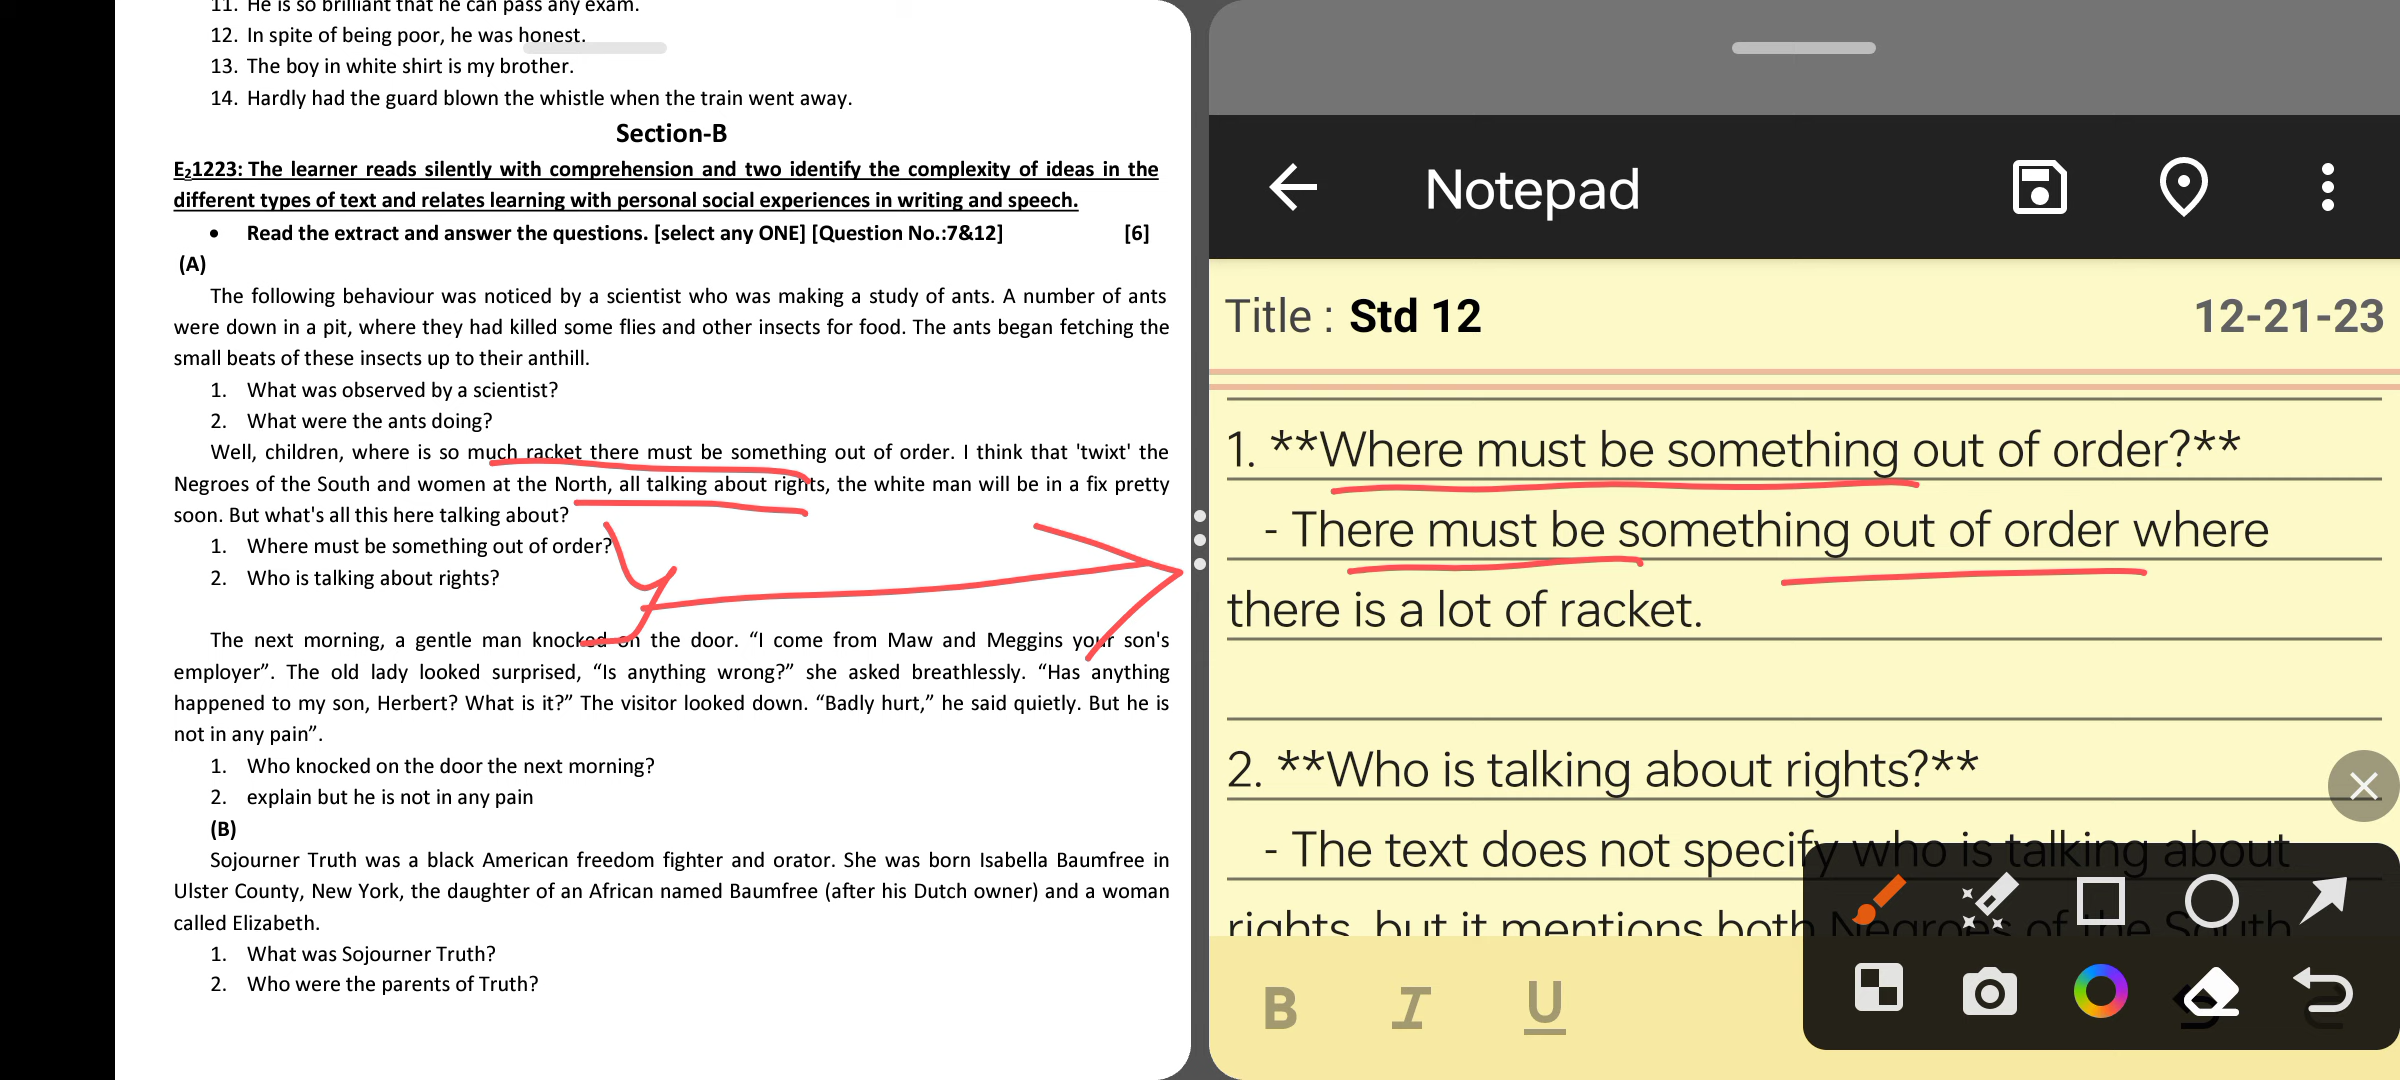 11. He is so brilliant that he can pass any exam.
12. In spite of being poor, he was honest.
13. The boy in white shirt is my brother.
14. Hardly had the guard blown the whistle when the train went away.
Section-B
E₂1223: The learner reads silently with comprehension and two identify the complexity of ideas in the
different types of text and relates learning with personal social experiences in writing and speech.
• Read the extract and answer the questions. [select any ONE] [Question No.:7&12] [6]
(A)
The following behaviour was noticed by a scientist who was making a study of ants. A number of ants
were down in a pit, where they had killed some flies and other insects for food. The ants began fetching the
small beats of these insects up to their anthill.
1. What was observed by a scientist?
2. What were the ants doing?
Well, children, where is so much racket there must be something out of order. I think that 'twixt' the
Negroes of the South and women at the North, all talking about rights, the white man will be in a fix pretty
soon. But what's all this here talking about?
1. Where must be something out of order?
2. Who is talking about rights?
The next morning, a gentle man knocked on the door. “I come from Maw and Meggins your son's
employer”. The old lady looked surprised, “Is anything wrong?” she asked breathlessly. “Has anything
happened to my son, Herbert? What is it?” The visitor looked down. “Badly hurt,” he said quietly. But he is
not in any pain”.
1. Who knocked on the door the next morning?
2. explain but he is not in any pain
(B)
Sojourner Truth was a black American freedom fighter and orator. She was born Isabella Baumfree in
Ulster County, New York, the daughter of an African named Baumfree (after his Dutch owner) and a woman
called Elizabeth.
1. What was Sojourner Truth?
2. Who were the parents of Truth?
Notepad
Title : Std 12 12-21-23
1. **Where must be something out of order?**
- There must be something out of order where
there is a lot of racket.
2. **Who is talking about rights?**
- The text does not specify who is talking about
rights, but it mentions both Negroes of the South
B I U